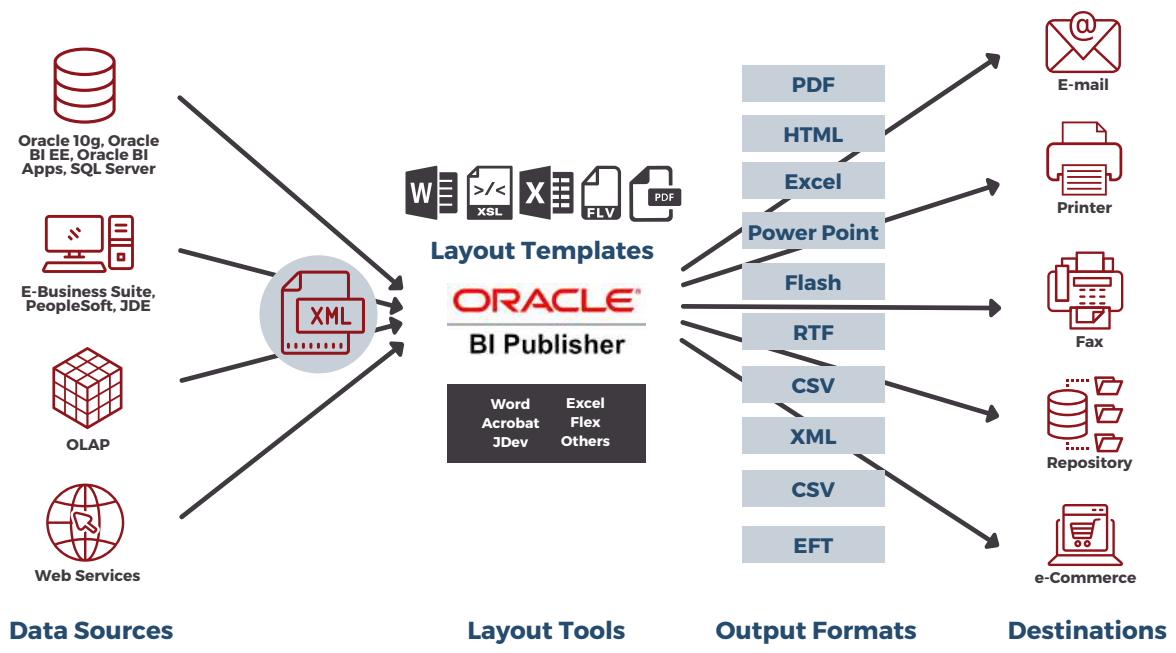 Oracle 10g, Oracle
BI EE, Oracle BI
Apps, SQL Server
E-Business Suite,
PeopleSoft, JDE
OLAP
Web Services
Data Sources
XML
W
>/<
XSL
X
FLV
PDF
Layout Templates
ORACLE®
BI Publisher
Word Excel
Acrobat Flex
JDev Others
Layout Tools
PDF
HTML
Excel
Power Point
Flash
RTF
CSV
XML
CSV
EFT
Output Formats
@
E-mail
Printer
Fax
Repository
e-Commerce
Destinations